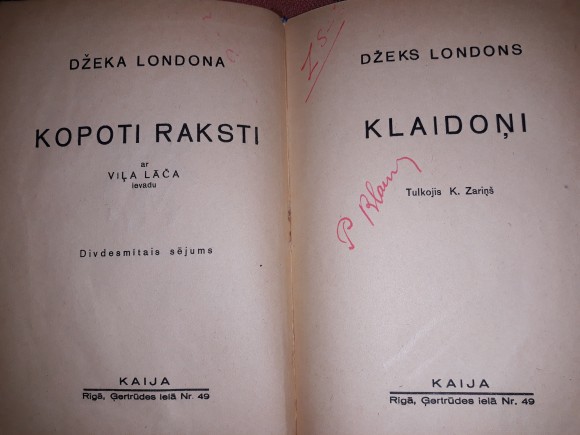 DŽEKA LONDONA
KOPOTI RAKSTI
ar
VIĻA LĀČA
ievadu
Divdesmitais sējums
KAIJA
Rīgā, Ģertrūdes ielā Nr. 49
DŽEKS LONDONS
KLAIDOŅI
Tulkojis K. Zariņš
KAIJA
Rīgā, Ģertrūdes ielā Nr. 49